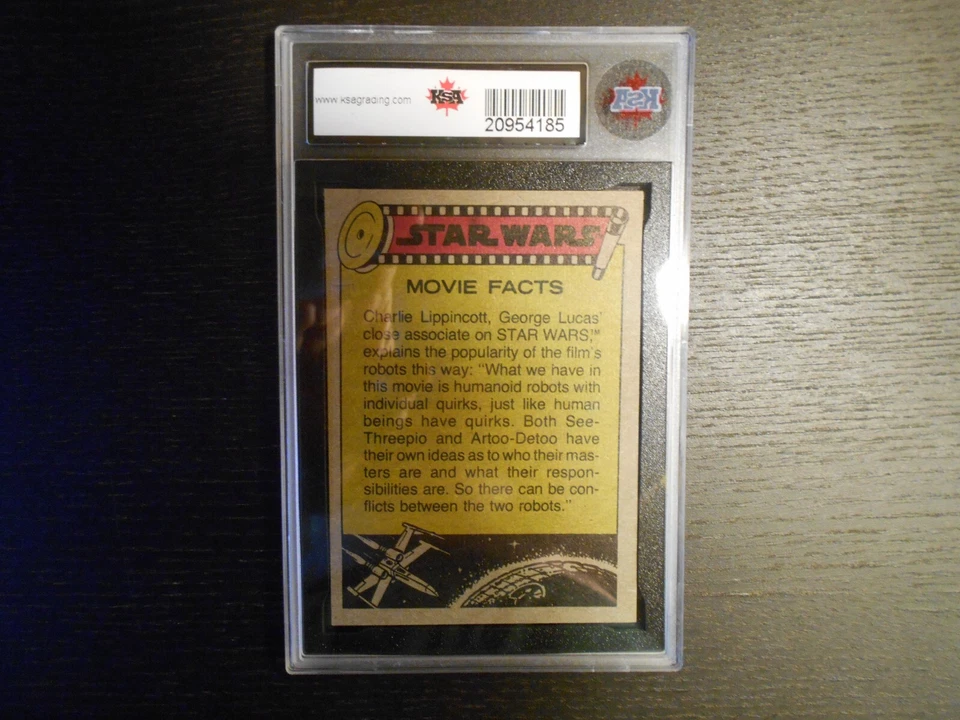 www.ksagrading.com
KSA
20954185
KSA
STAR WARS
MOVIE FACTS
Charlie Lippincott, George Lucas'
close associate on STAR WARS,™
explains the popularity of the film's
robots this way: "What we have in
this movie is humanoid robots with
individual quirks, just like human
beings have quirks. Both See-
Threepio and Artoo-Detoo have
their own ideas as to who their mas-
ters are and what their respon-
sibilities are. So there can be con-
flicts between the two robots."